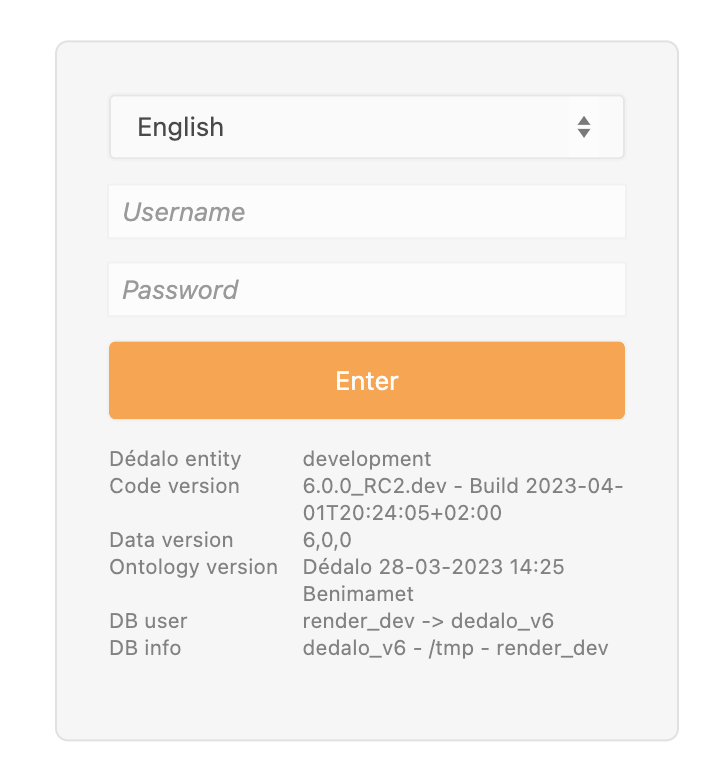 English
Username
Password
Enter
Dédalo entity development
Code version 6.0.0_RC2.dev - Build 2023-04-
01T20:24:05+02:00
Data version 6,0,0
Ontology version Dédalo 28-03-2023 14:25
Benimamet
DB user render_dev -> dedalo_v6
DB info dedalo_v6 - /tmp - render_dev